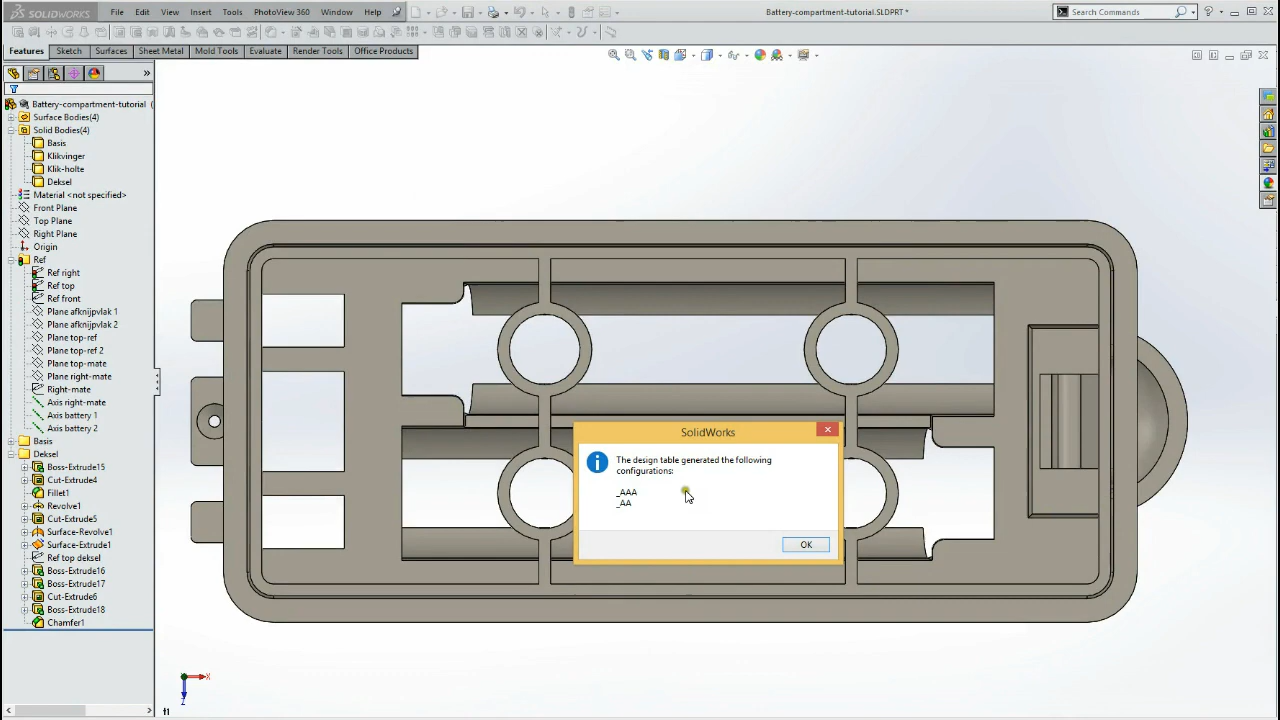 SOLIDWORKS
File
Edit
View
Insert
Tools
PhotoView 360
Window
Help
Battery-compartment-tutorial.SLDPRT *
Search Commands
Features
Sketch
Surfaces
Sheet Metal
Mold Tools
Evaluate
Render Tools
Office Products
Battery-compartment-tutorial (
Surface Bodies(4)
Solid Bodies(4)
Basis
Klikvinger
Klik-holte
Deksel
Material <not specified>
Front Plane
Top Plane
Right Plane
Origin
Ref
Ref right
Ref top
Ref front
Plane afknijpvlak 1
Plane afknijpvlak 2
Plane top-ref
Plane top-ref 2
Plane top-mate
Plane right-mate
Right-mate
Axis right-mate
Axis battery 1
Axis battery 2
Basis
Deksel
Boss-Extrude15
Cut-Extrude4
Fillet1
Revolve1
Cut-Extrude5
Surface-Revolve1
Surface-Extrude1
Ref top deksel
Boss-Extrude16
Boss-Extrude17
Cut-Extrude6
Boss-Extrude18
Chamfer1
SolidWorks
The design table generated the following
configurations:
_AAA
_AA
OK
X
Z